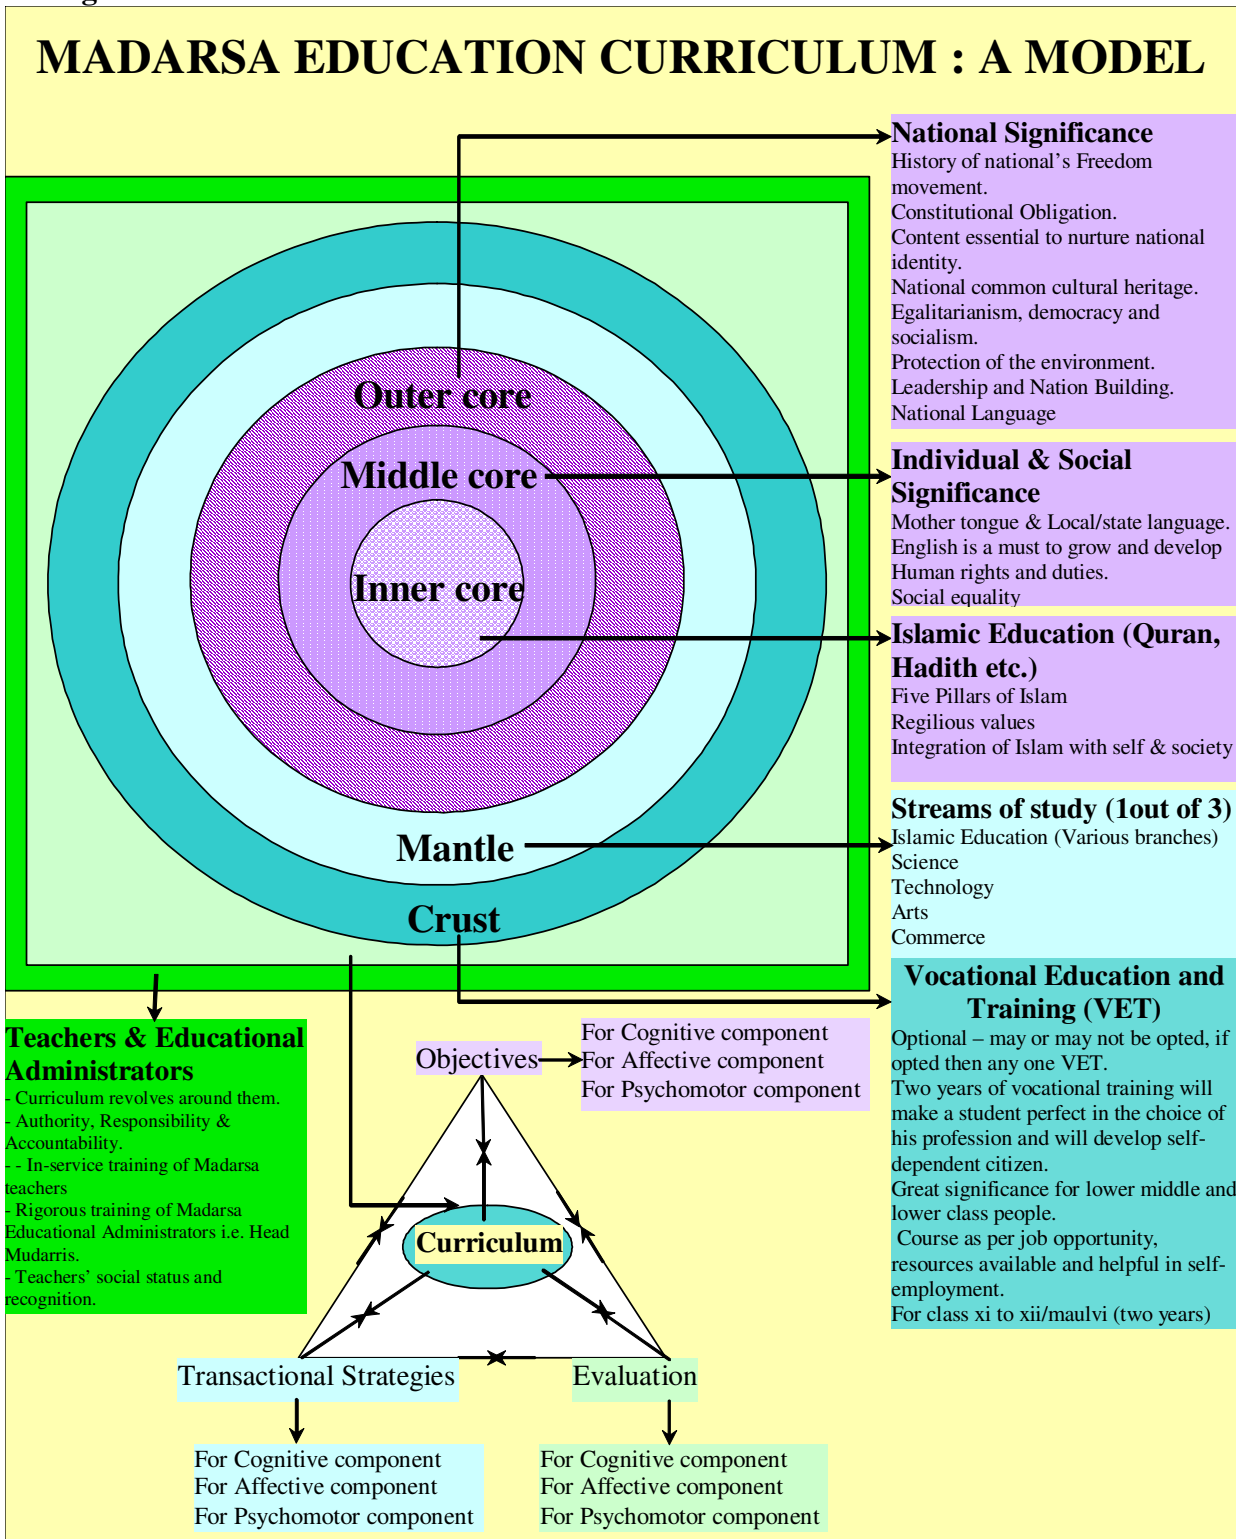 MADARSA EDUCATION CURRICULUM : A MODEL
National Significance
History of national's Freedom
movement.
Constitutional Obligation.
Content essential to nurture national
identity.
National common cultural heritage.
Egalitarianism, democracy and
socialism.
Protection of the environment.
Leadership and Nation Building.
National Language
Outer core
Middle core
Inner core
Mantle
Crust
Individual & Social
Significance
Mother tongue & Local/state language.
English is a must to grow and develop
Human rights and duties.
Social equality
Islamic Education (Quran,
Hadith etc.)
Five Pillars of Islam
Regilious values
Integration of Islam with self & society
Streams of study (1out of 3)
Islamic Education (Various branches)
Science
Technology
Arts
Commerce
Vocational Education and
Training (VET)
Optional – may or may not be opted, if
opted then any one VET.
Two years of vocational training will
make a student perfect in the choice of
his profession and will develop self-
dependent citizen.
Great significance for lower middle and
lower class people.
Course as per job opportunity,
resources available and helpful in self-
employment.
For class xi to xii/maulvi (two years)
Teachers & Educational
Administrators
- Curriculum revolves around them.
- Authority, Responsibility &
Accountability.
- - In-service training of Madarsa
teachers
- Rigorous training of Madarsa
Educational Administrators i.e. Head
Mudarris.
- Teachers' social status and
recognition.
Objectives
For Cognitive component
For Affective component
For Psychomotor component
Curriculum
Transactional Strategies
For Cognitive component
For Affective component
For Psychomotor component
Evaluation
For Cognitive component
For Affective component
For Psychomotor component